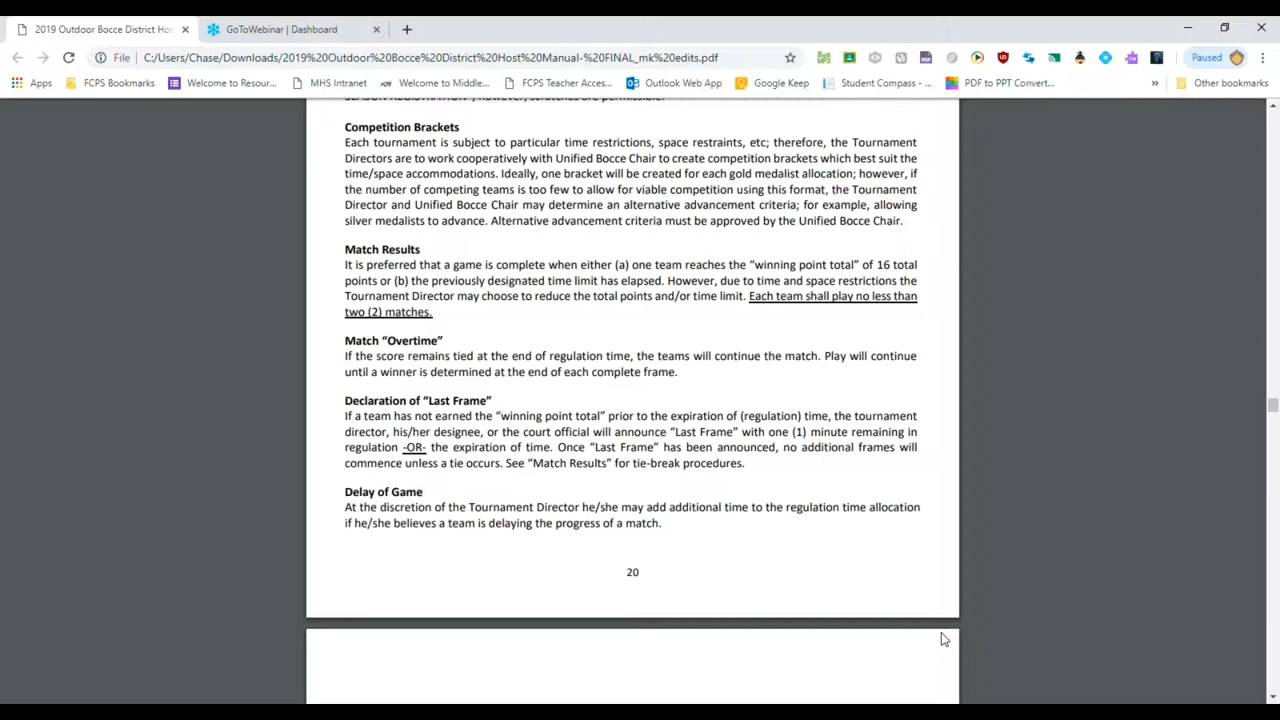 2019 Outdoor Bocce District Hos
GoToWebinar | Dashboard
File
C:/Users/Chase/Downloads/2019%20Outdoor%20Bocce%20District%20Host%20Manual-%20FINAL_mk%20edits.pdf
Paused
Apps
FCPS Bookmarks
Welcome to Resour...
MHS Intranet
Welcome to Middle...
FCPS Teacher Acces...
Outlook Web App
Google Keep
Student Compass - ...
PDF to PPT Convert...
»
Other bookmarks
Competition Brackets
Each tournament is subject to particular time restrictions, space restraints, etc; therefore, the Tournament
Directors are to work cooperatively with Unified Bocce Chair to create competition brackets which best suit the
time/space accommodations. Ideally, one bracket will be created for each gold medalist allocation; however, if
the number of competing teams is too few to allow for viable competition using this format, the Tournament
Director and Unified Bocce Chair may determine an alternative advancement criteria; for example, allowing
silver medalists to advance. Alternative advancement criteria must be approved by the Unified Bocce Chair.
Match Results
It is preferred that a game is complete when either (a) one team reaches the “winning point total” of 16 total
points or (b) the previously designated time limit has elapsed. However, due to time and space restrictions the
Tournament Director may choose to reduce the total points and/or time limit. Each team shall play no less than
two (2) matches.
Match “Overtime”
If the score remains tied at the end of regulation time, the teams will continue the match. Play will continue
until a winner is determined at the end of each complete frame.
Declaration of “Last Frame”
If a team has not earned the “winning point total” prior to the expiration of (regulation) time, the tournament
director, his/her designee, or the court official will announce “Last Frame” with one (1) minute remaining in
regulation -OR- the expiration of time. Once “Last Frame” has been announced, no additional frames will
commence unless a tie occurs. See “Match Results” for tie-break procedures.
Delay of Game
At the discretion of the Tournament Director he/she may add additional time to the regulation time allocation
if he/she believes a team is delaying the progress of a match.
20